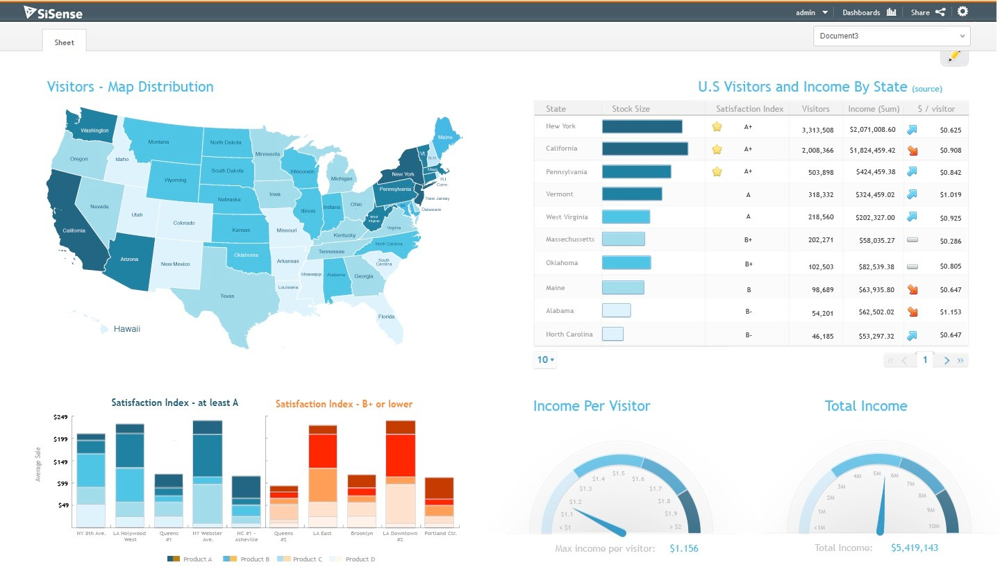 SiSense
admin Dashboards Share
Sheet
Document3
Visitors - Map Distribution
Washington
Oregon
Idaho
Montana
North Dakota
Minnesota
Maine
Vt.
N.H.
Mass.
R.I.
Conn.
New York
Wisconsin
Michigan
South Dakota
Wyoming
Pennsylvania
New Jersey
Delaware
Nevada
Iowa
Nebraska
Ohio
Indiana
Illinois
West Virginia
Virginia
Utah
Colorado
Kansas
Missouri
Kentucky
California
North Carolina
Tennessee
Arizona
New Mexico
Oklahoma
Arkansas
South Carolina
Mississippi
Alabama
Georgia
Louisiana
Texas
Florida
Hawaii
U.S Visitors and Income By State (source)
State Stock Size Satisfaction Index Visitors Income (Sum) $ / visitor
New York A+ 3,313,508 $2,071,008.60 $0.625
California A+ 2,008,366 $1,824,459.42 $0.908
Pennsylvania A+ 503,898 $424,459.38 $0.842
Vermont A 318,332 $324,459.02 $1.019
West Virginia A 218,560 $202,327.00 $0.925
Massechussetts B+ 202,271 $58,035.27 $0.286
Oklahoma B+ 102,503 $82,539.38 $0.805
Maine B 98,689 $63,935.80 $0.647
Alabama B- 54,201 $62,502.02 $1.153
North Carolina B- 46,185 $53,297.32 $0.647
10 1
Satisfaction Index - at least A
Satisfaction Index - B+ or lower
Average Sale
$249
$199
$149
$99
$49
NY 8th Ave.
LA Holywood West
Queens #1
NY Webster Ave.
NC #1 - Asheville
Queens #2
LA East
Brooklyn
LA Downtown #2
Portland Ctr.
Product A Product B Product C Product D
Income Per Visitor
< $1
$1.1
$1.2
$1.3
$1.4
$1.5
$1.6
$1.7
$1.8
$1.9
> $2
Max income per visitor: $1.156
Total Income
<1M
1M
2M
3M
4M
5M
6M
7M
8M
9M
10M
Total Income: $5,419,143